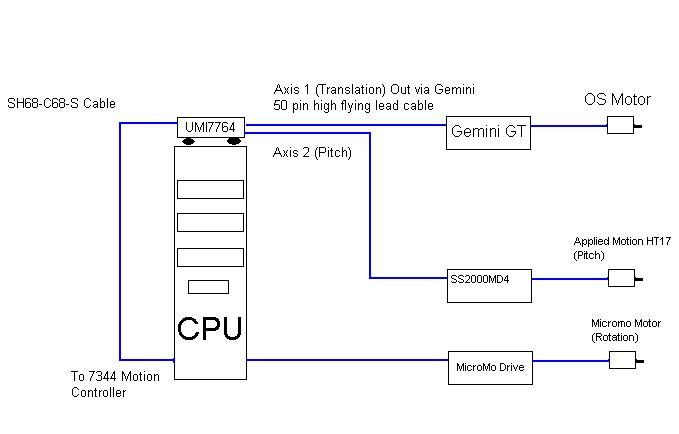 Axis 1 (Translation) Out via Gemini
50 pin high flying lead cable
OS Motor
SH68-C68-S Cable
UMI7764
Gemini GT
Axis 2 (Pitch)
Applied Motion HT17
(Pitch)
SS2000MD4
CPU
Micromo Motor
(Rotation)
MicroMo Drive
To 7344 Motion
Controller